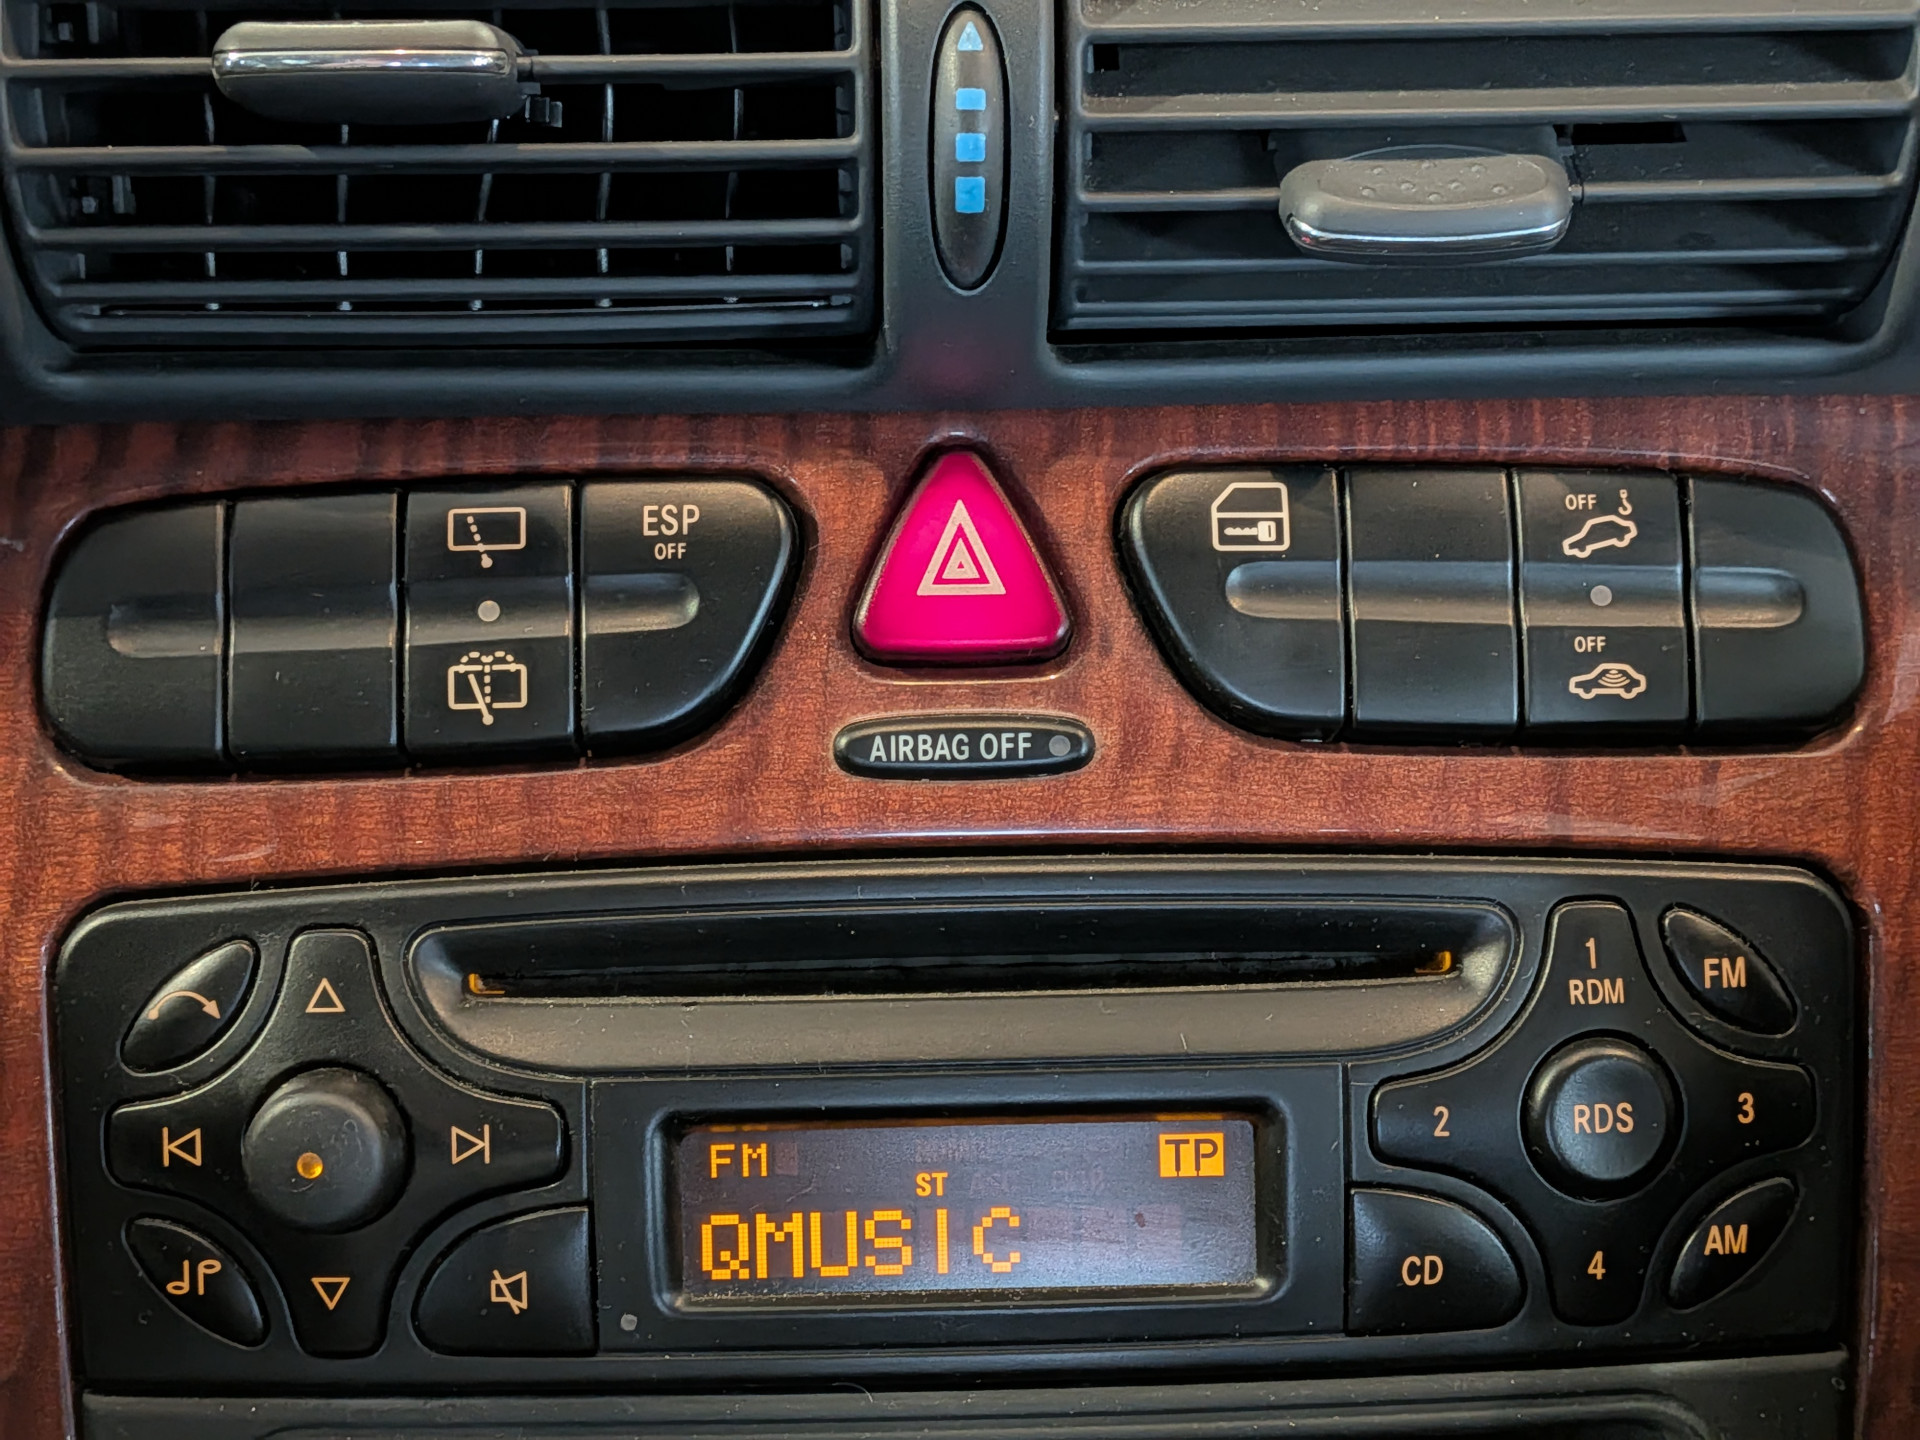 ESP
OFF
OFF
OFF
AIRBAG OFF
1
RDM
FM
2
RDS
3
FM
TP
ST
QMUSIC
CD
4
AM